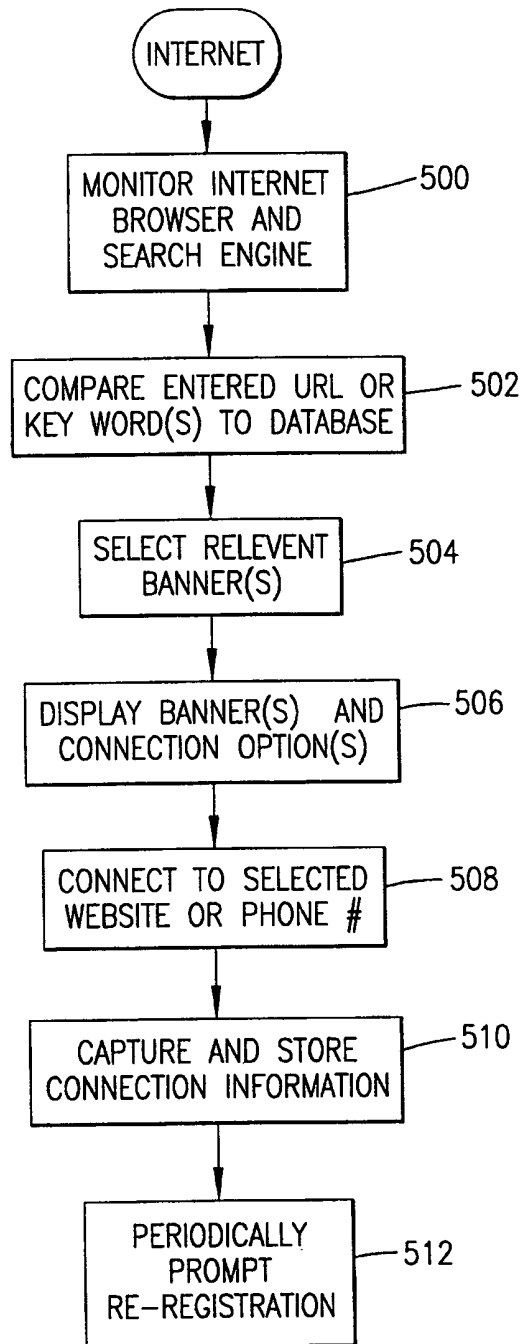 INTERNET
MONITOR INTERNET
BROWSER AND
SEARCH ENGINE
500
COMPARE ENTERED URL OR
KEY WORD(S) TO DATABASE
502
SELECT RELEVENT
BANNER(S)
504
DISPLAY BANNER(S) AND
CONNECTION OPTION(S)
506
CONNECT TO SELECTED
WEBSITE OR PHONE #
508
CAPTURE AND STORE
CONNECTION INFORMATION
510
PERIODICALLY
PROMPT
RE-REGISTRATION
512